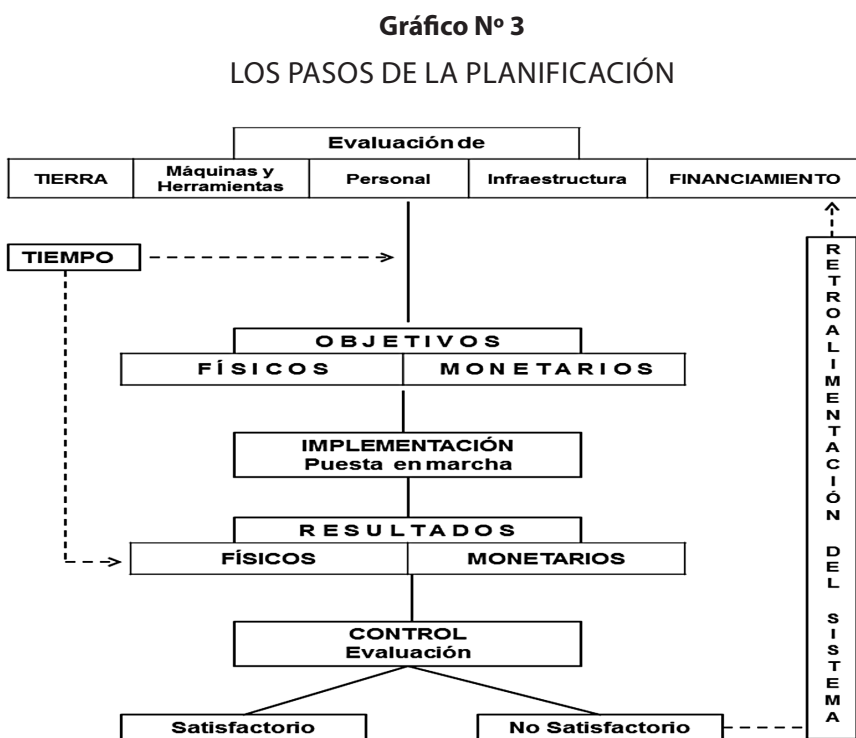 Gráfico Nº 3
LOS PASOS DE LA PLANIFICACIÓN
Evaluación de
TIERRA
Máquinas y
Herramientas
Personal
Infraestructura
FINANCIAMIENTO
TIEMPO
OBJETIVOS
FÍSICOS
MONETARIOS
IMPLEMENTACIÓN
Puesta en marcha
RESULTADOS
FÍSICOS
MONETARIOS
CONTROL
Evaluación
Satisfactorio
No Satisfactorio
RETROALIMENTACIÓN DEL SISTEMA